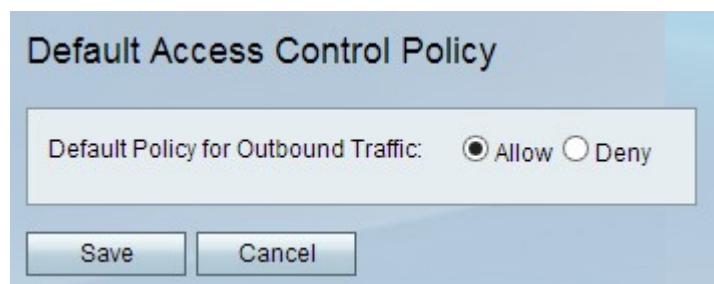 Default Access Control Policy
Default Policy for Outbound Traffic: Allow Deny
Save Cancel